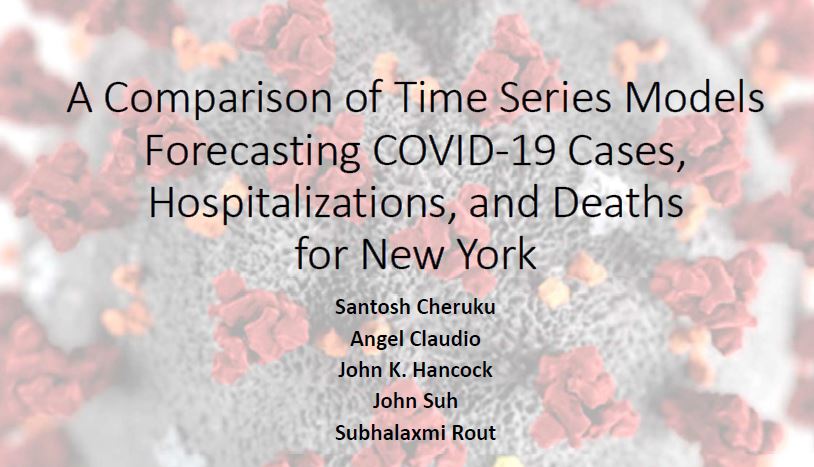 A Comparison of Time Series Models
Forecasting COVID-19 Cases,
Hospitalizations, and Deaths
for New York
Santosh Cheruku
Angel Claudio
John K. Hancock
John Suh
Subhalaxmi Rout